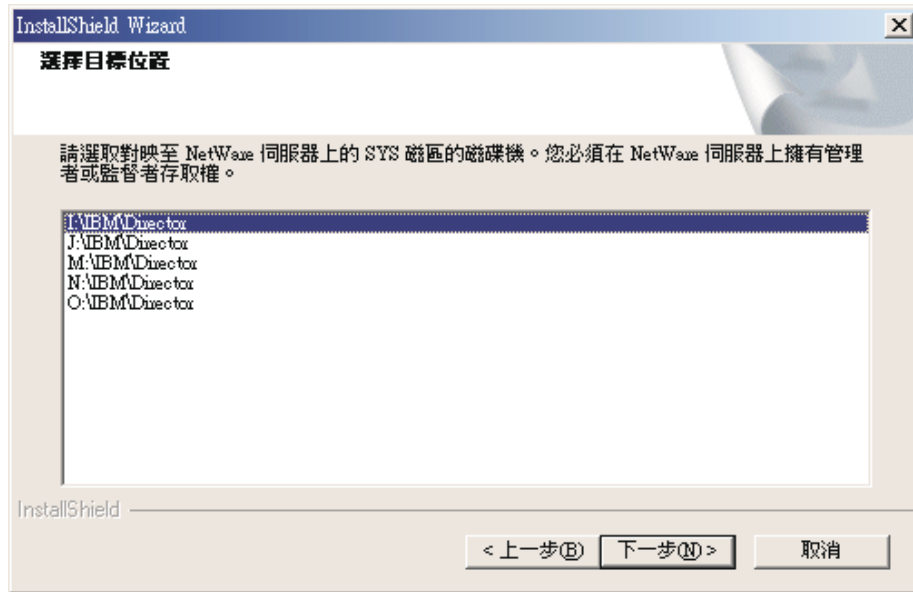 InstallShield Wizard
選擇目標位置
請選取對映至 NetWare 伺服器上的 SYS 磁區的磁碟機。您必須在 NetWare 伺服器上擁有管理
者或監督者存取權。
I:\IBM\Director
J:\IBM\Director
M:\IBM\Director
N:\IBM\Director
O:\IBM\Director
InstallShield
< 上一步(B)
下一步(N) >
取消